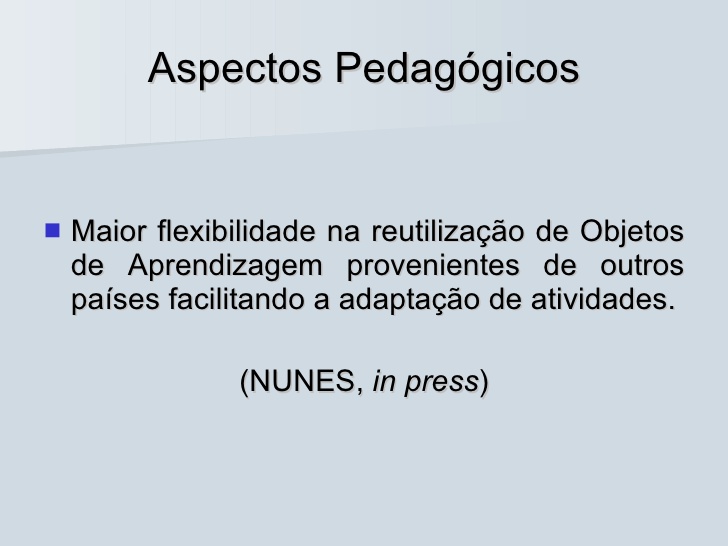 Aspectos Pedagógicos
Maior flexibilidade na reutilização de Objetos
de Aprendizagem provenientes de outros
países facilitando a adaptação de atividades.
(NUNES, in press)